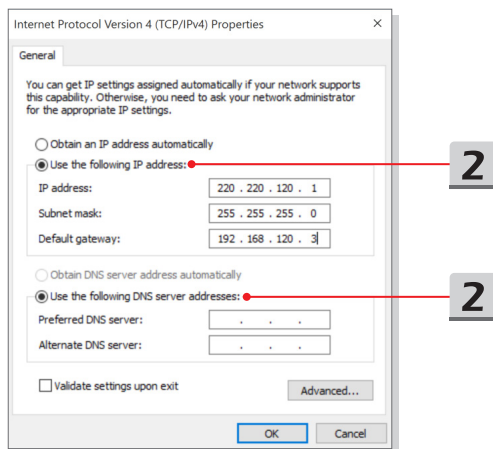 Internet Protocol Version 4 (TCP/IPv4) Properties
General
You can get IP settings assigned automatically if your network supports
this capability. Otherwise, you need to ask your network administrator
for the appropriate IP settings.
Obtain an IP address automatically
Use the following IP address:
2
IP address: 220 . 220 . 120 . 1
Subnet mask: 255 . 255 . 255 . 0
Default gateway: 192 . 168 . 120 . 3
Obtain DNS server address automatically
Use the following DNS server addresses:
2
Preferred DNS server: . . .
Alternate DNS server: . . .
Validate settings upon exit
Advanced...
OK Cancel